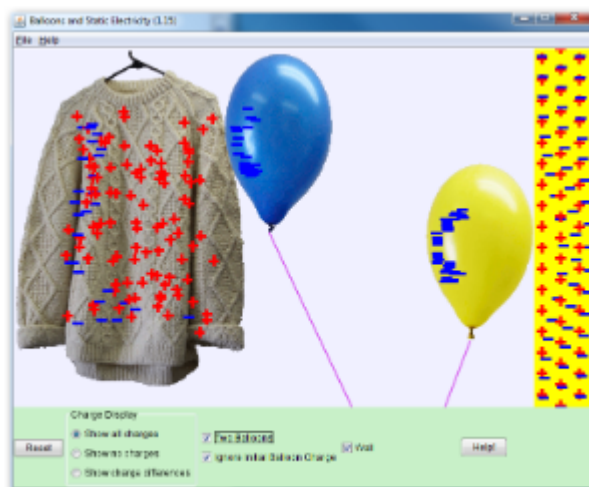 Balloons and Static Electricity (1.15)
File Help
Charge Display
Show all charges
Show no charges
Show charge differences
Reset
Two Balloons
Ignore Initial Balloon Charge
Wall
Help!